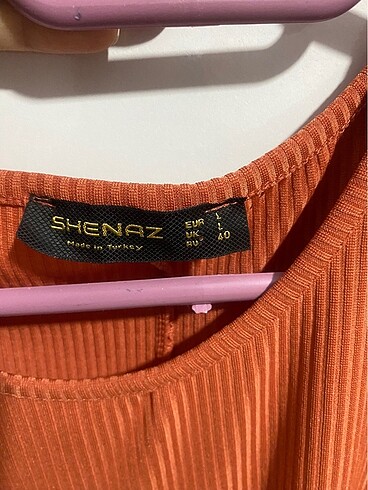 SHENAZ
Made in Turkey
EUR L
UK L
RU 40